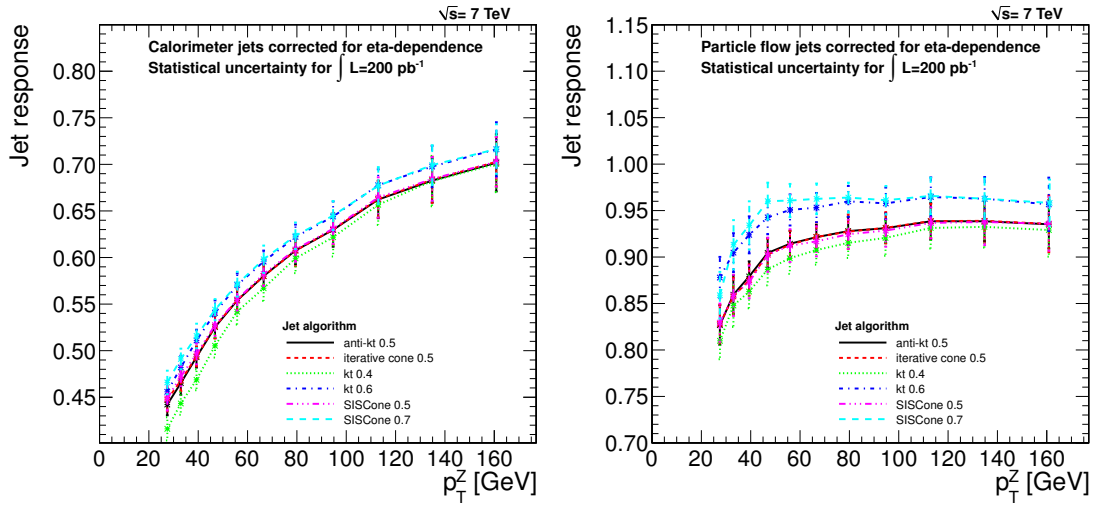 √s= 7 TeV
Calorimeter jets corrected for eta-dependence
Statistical uncertainty for ∫ L=200 pb⁻¹
Jet response
0.80
0.75
0.70
0.65
0.60
0.55
0.50
0.45
Jet algorithm
anti-kt 0.5
iterative cone 0.5
kt 0.4
kt 0.6
SISCone 0.5
SISCone 0.7
0 20 40 60 80 100 120 140 160
p_T^Z [GeV]
√s= 7 TeV
Particle flow jets corrected for eta-dependence
Statistical uncertainty for ∫ L=200 pb⁻¹
Jet response
1.15
1.10
1.05
1.00
0.95
0.90
0.85
0.80
0.75
0.70
Jet algorithm
anti-kt 0.5
iterative cone 0.5
kt 0.4
kt 0.6
SISCone 0.5
SISCone 0.7
0 20 40 60 80 100 120 140 160
p_T^Z [GeV]